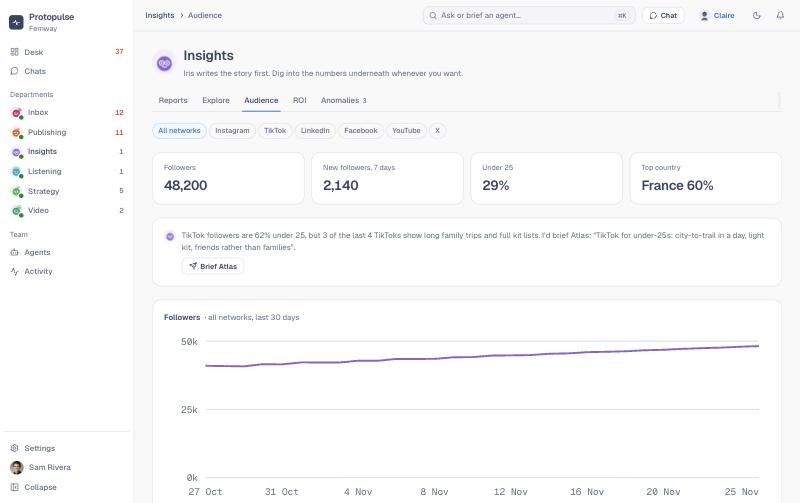 Protopulse
Fernway
Desk 37
Chats
Departments
Inbox 12
Publishing 11
Insights 1
Listening 1
Strategy 5
Video 2
Team
Agents
Activity
Settings
Sam Rivera
Collapse
Insights > Audience
Ask or brief an agent… ⌘K
Chat
Claire
Insights
Iris writes the story first. Dig into the numbers underneath whenever you want.
Reports Explore Audience ROI Anomalies 3
All networks Instagram TikTok LinkedIn Facebook YouTube X
Followers
48,200
New followers, 7 days
2,140
Under 25
29%
Top country
France 60%
TikTok followers are 62% under 25, but 3 of the last 4 TikToks show long family trips and full kit lists. I'd brief Atlas: "TikTok for under-25s: city-to-trail in a day, light
kit, friends rather than families".
Brief Atlas
Followers · all networks, last 30 days
50k
25k
0k
27 Oct 31 Oct 4 Nov 8 Nov 12 Nov 16 Nov 20 Nov 25 Nov